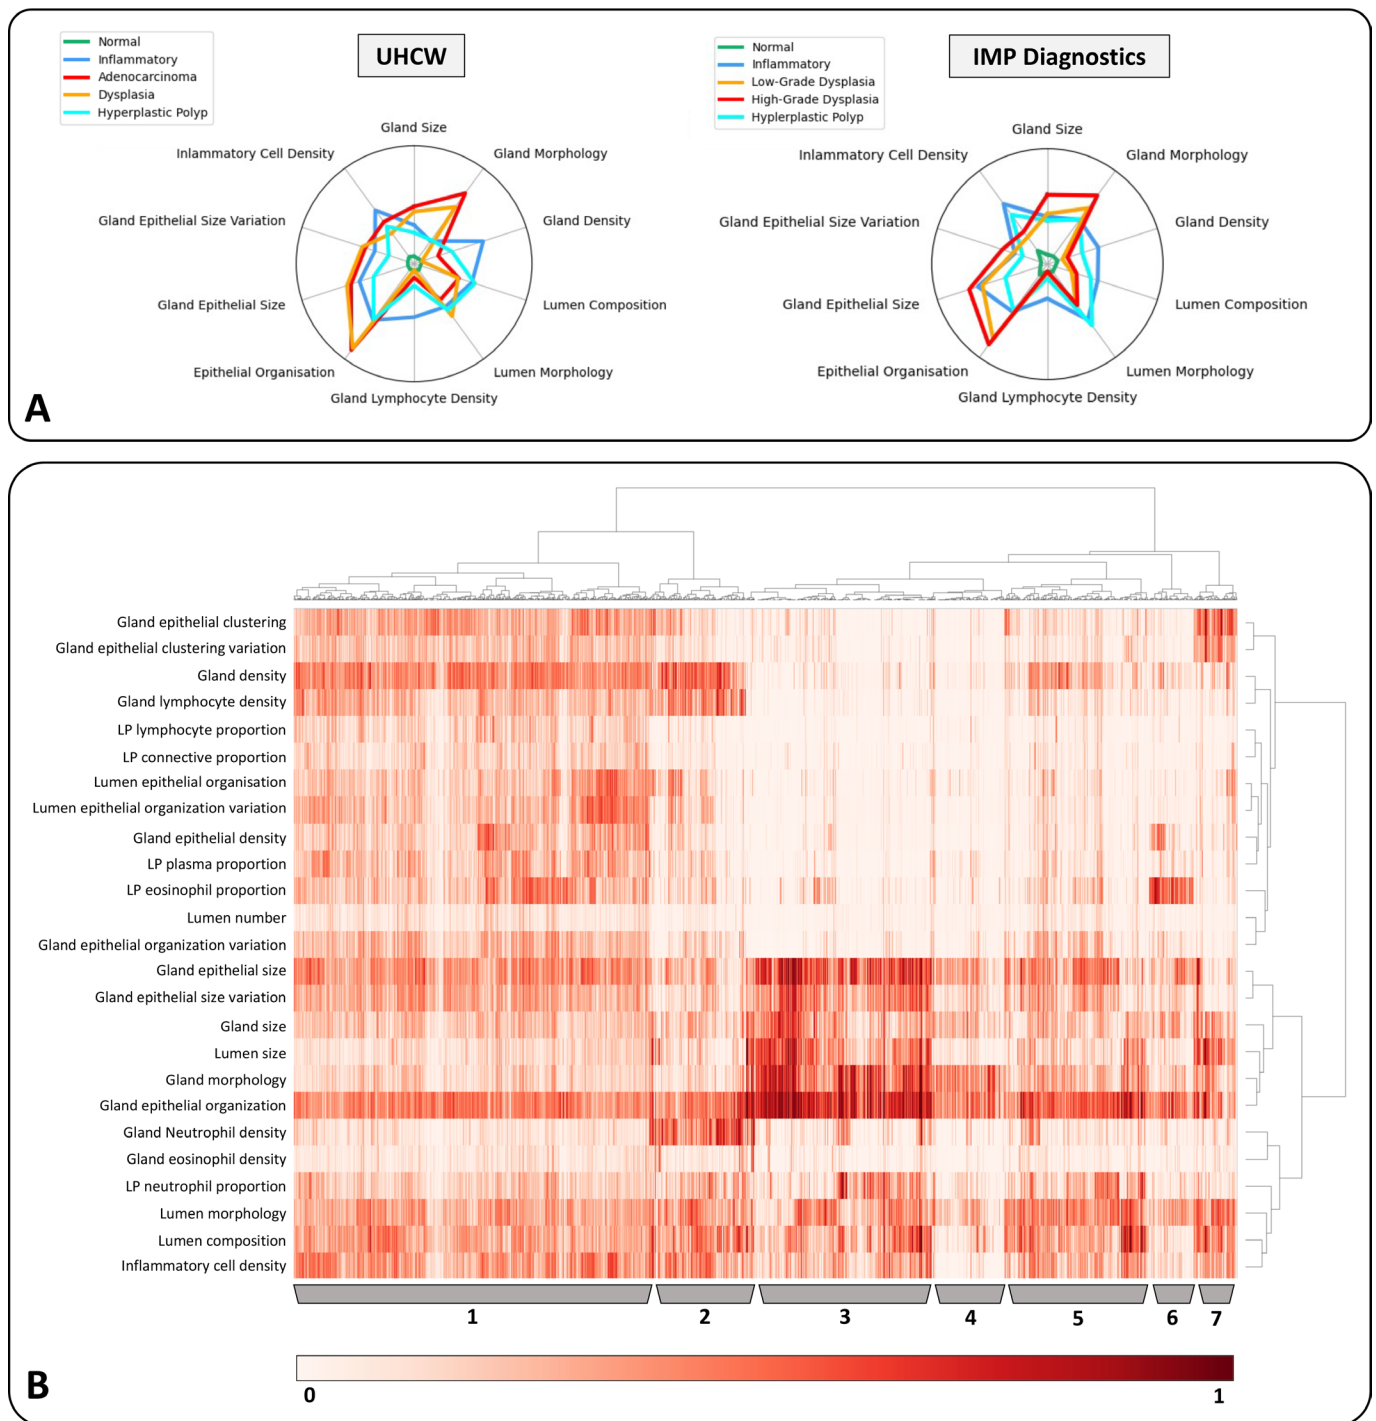 Normal
Inflammatory
Adenocarcinoma
Dysplasia
Hyperplastic Polyp
UHCW
Gland Size
Inlammatory Cell Density
Gland Morphology
Gland Epithelial Size Variation
Gland Density
Gland Epithelial Size
Lumen Composition
Epithelial Organisation
Lumen Morphology
Gland Lymphocyte Density
Normal
Inflammatory
Low-Grade Dysplasia
High-Grade Dysplasia
Hyplerplastic Polyp
IMP Diagnostics
Gland Size
Inlammatory Cell Density
Gland Morphology
Gland Epithelial Size Variation
Gland Density
Gland Epithelial Size
Lumen Composition
Epithelial Organisation
Lumen Morphology
Gland Lymphocyte Density
A
Gland epithelial clustering
Gland epithelial clustering variation
Gland density
Gland lymphocyte density
LP lymphocyte proportion
LP connective proportion
Lumen epithelial organisation
Lumen epithelial organization variation
Gland epithelial density
LP plasma proportion
LP eosinophil proportion
Lumen number
Gland epithelial organization variation
Gland epithelial size
Gland epithelial size variation
Gland size
Lumen size
Gland morphology
Gland epithelial organization
Gland Neutrophil density
Gland eosinophil density
LP neutrophil proportion
Lumen morphology
Lumen composition
Inflammatory cell density
1 2 3 4 5 6 7
0 1
B